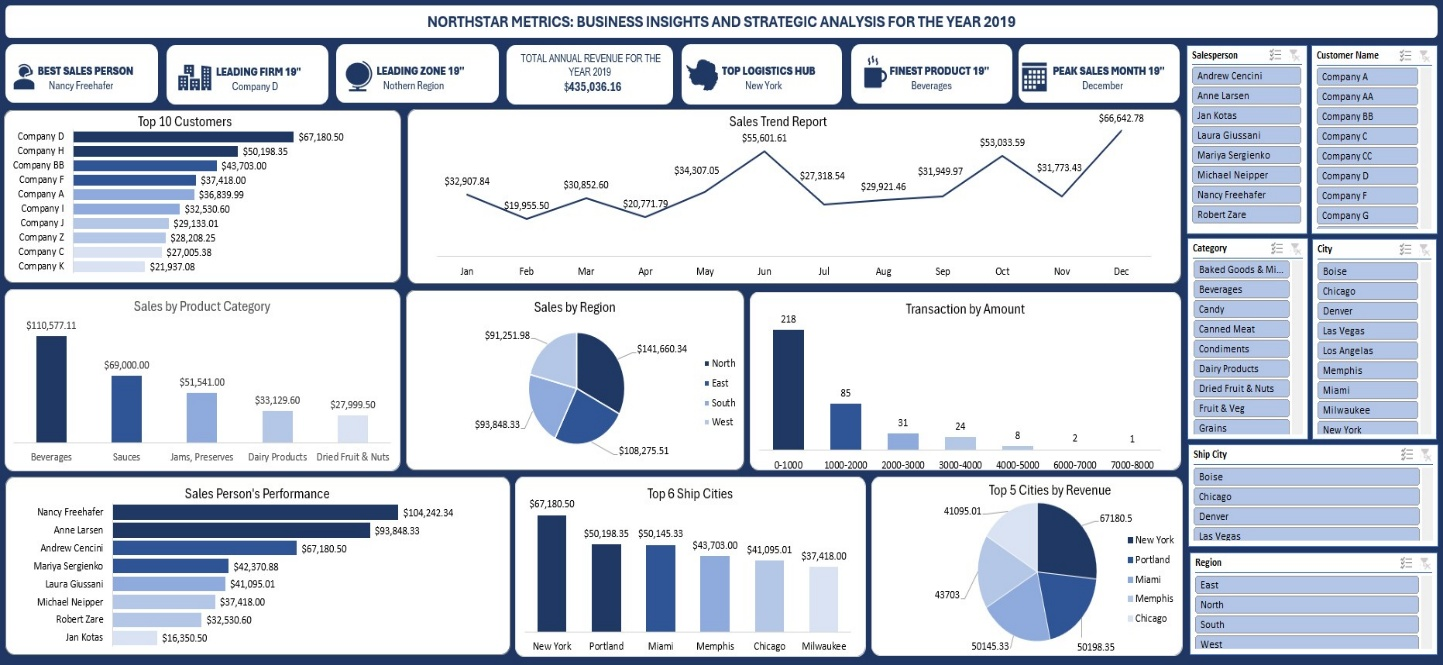 NORTHSTAR METRICS: BUSINESS INSIGHTS AND STRATEGIC ANALYSIS FOR THE YEAR 2019
BEST SALES PERSON
Nancy Freehafer
LEADING FIRM 19"
Company D
LEADING ZONE 19"
Nothern Region
TOTAL ANNUAL REVENUE FOR THE
YEAR 2019
$435,036.16
TOP LOGISTICS HUB
New York
FINEST PRODUCT 19"
Beverages
PEAK SALES MONTH 19"
December
Top 10 Customers
Company D $67,180.50
Company H $50,198.35
Company BB $43,703.00
Company F $37,418.00
Company A $36,839.99
Company I $32,530.60
Company J $29,133.01
Company Z $28,208.25
Company C $27,005.38
Company K $21,937.08
Sales Trend Report
$32,907.84
$19,955.50
$30,852.60
$20,771.79
$34,307.05
$55,601.61
$27,318.54
$29,921.46
$31,949.97
$53,033.59
$31,773.43
$66,642.78
Jan Feb Mar Apr May Jun Jul Aug Sep Oct Nov Dec
Sales by Product Category
$110,577.11
$69,000.00
$51,541.00
$33,129.60
$27,999.50
Beverages Sauces Jams, Preserves Dairy Products Dried Fruit & Nuts
Sales by Region
$91,251.98
$141,660.34
$93,848.33
$108,275.51
North
East
South
West
Transaction by Amount
218
85
31
24
8
2
1
0-1000 1000-2000 2000-3000 3000-4000 4000-5000 6000-7000 7000-8000
Sales Person's Performance
Nancy Freehafer $104,242.34
Anne Larsen $93,848.33
Andrew Cencini $67,180.50
Mariya Sergienko $42,370.88
Laura Giussani $41,095.01
Michael Neipper $37,418.00
Robert Zare $32,530.60
Jan Kotas $16,350.50
Top 6 Ship Cities
$67,180.50
$50,198.35
$50,145.33
$43,703.00
$41,095.01
$37,418.00
New York Portland Miami Memphis Chicago Milwaukee
Top 5 Cities by Revenue
41095.01
67180.5
43703
50145.33
50198.35
New York
Portland
Miami
Memphis
Chicago
Salesperson
Andrew Cencini
Anne Larsen
Jan Kotas
Laura Giussani
Mariya Sergienko
Michael Neipper
Nancy Freehafer
Robert Zare
Customer Name
Company A
Company AA
Company BB
Company C
Company CC
Company D
Company F
Company G
Category
Baked Goods & Mi...
Beverages
Candy
Canned Meat
Condiments
Dairy Products
Dried Fruit & Nuts
Fruit & Veg
Grains
City
Boise
Chicago
Denver
Las Vegas
Los Angelas
Memphis
Miami
Milwaukee
New York
Ship City
Boise
Chicago
Denver
Las Vegas
Region
East
North
South
West